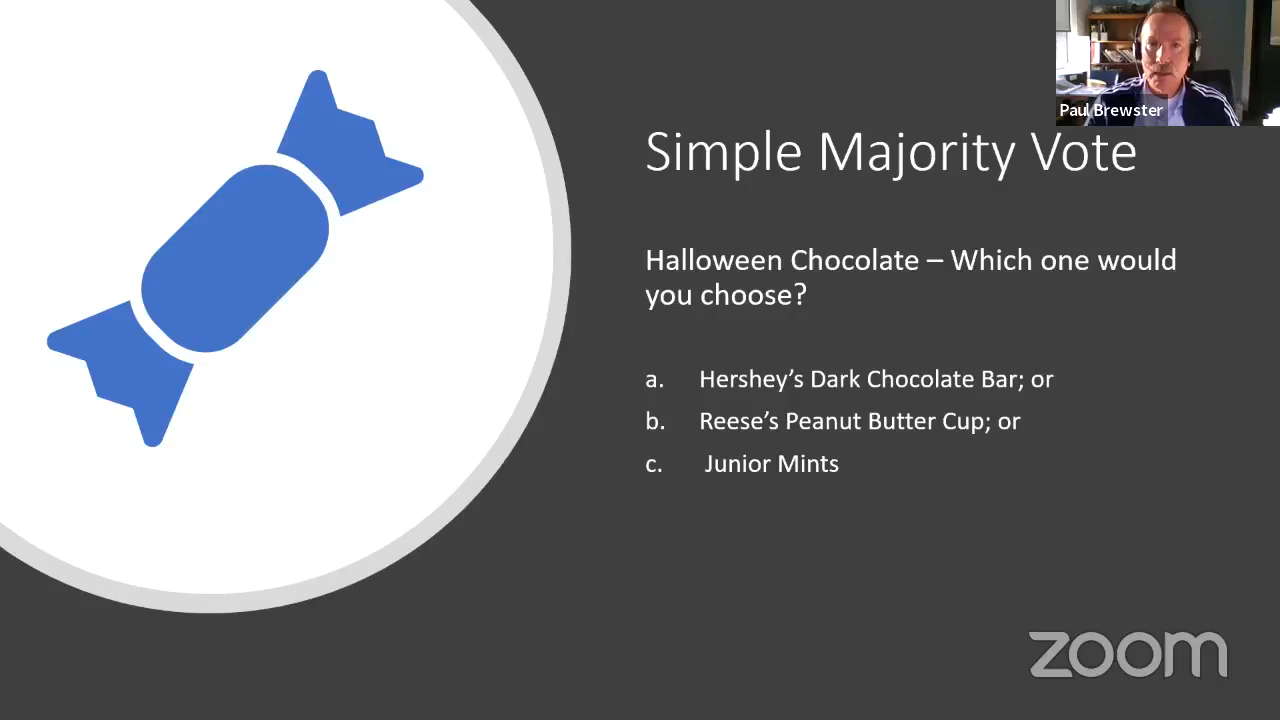 Paul Brewster
Simple Majority Vote
Halloween Chocolate – Which one would
you choose?
a. Hershey's Dark Chocolate Bar; or
b. Reese's Peanut Butter Cup; or
c. Junior Mints
zoom